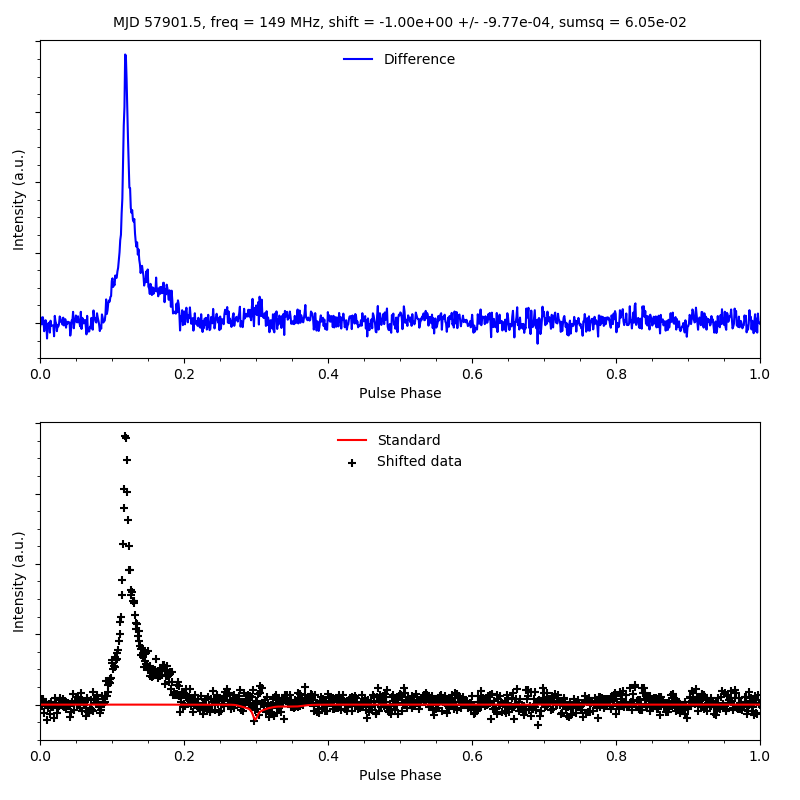 MJD 57901.5, freq = 149 MHz, shift = -1.00e+00 +/- -9.77e-04, sumsq = 6.05e-02
Difference
Intensity (a.u.)
0.0 0.2 0.4 0.6 0.8 1.0
Pulse Phase
Standard
Shifted data
Intensity (a.u.)
0.0 0.2 0.4 0.6 0.8 1.0
Pulse Phase